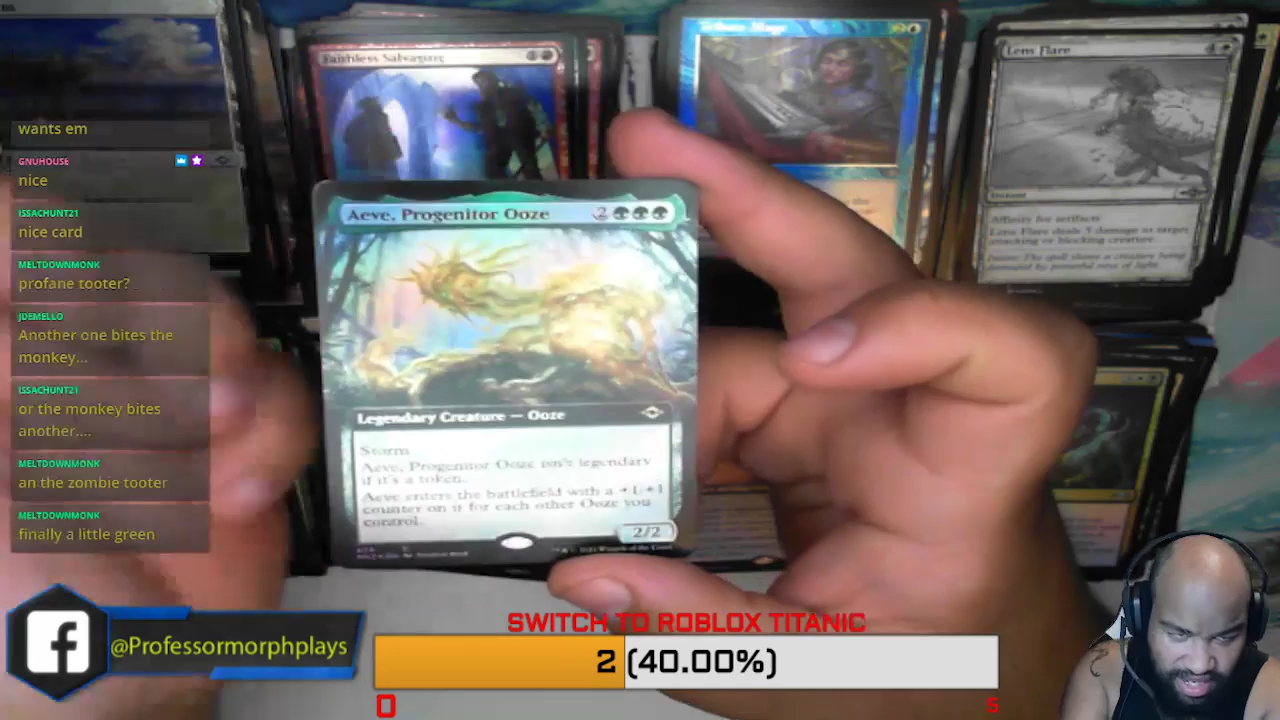 wants em
GNUHOUSE
nice
ISSACHUNT21
nice card
MELTDOWNMONK
profane tooter?
JDEMELLO
Another one bites the
monkey...
ISSACHUNT21
or the monkey bites
another....
MELTDOWNMONK
an the zombie tooter
MELTDOWNMONK
finally a little green
Faithless Salvaging
Lens Flare
4
Instant
Affinity for artifacts
Lens Flare deals 5 damage to target
attacking or blocking creature.
Aeve, Progenitor Ooze
2
Legendary Creature — Ooze
Storm
Aeve, Progenitor Ooze isn't legendary
if it's a token.
Aeve enters the battlefield with a +1/+1
counter on it for each other Ooze you
control.
2/2
@Professormorphplays
SWITCH TO ROBLOX TITANIC
2 (40.00%)
0
5